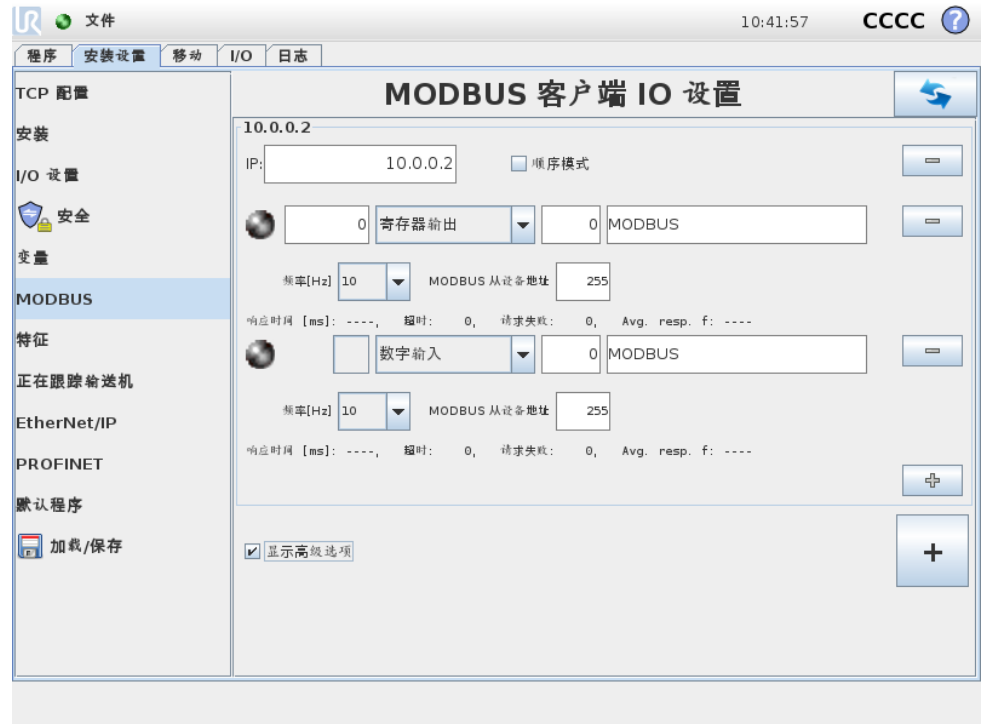 UR 文件 10:41:57 CCCC ?
程序 安装设置 移动 I/O 日志
TCP 配置
安装
I/O 设置
安全
变量
MODBUS
特征
正在跟踪输送机
EtherNet/IP
PROFINET
默认程序
加载/保存
MODBUS 客户端 IO 设置
10.0.0.2
IP: 10.0.0.2 顺序模式
0 寄存器输出 0 MODBUS
频率[Hz] 10 MODBUS 从设备地址 255
响应时间 [ms]: ----, 超时: 0, 请求失败: 0, Avg. resp. f: ----
数字输入 0 MODBUS
频率[Hz] 10 MODBUS 从设备地址 255
响应时间 [ms]: ----, 超时: 0, 请求失败: 0, Avg. resp. f: ----
显示高级选项